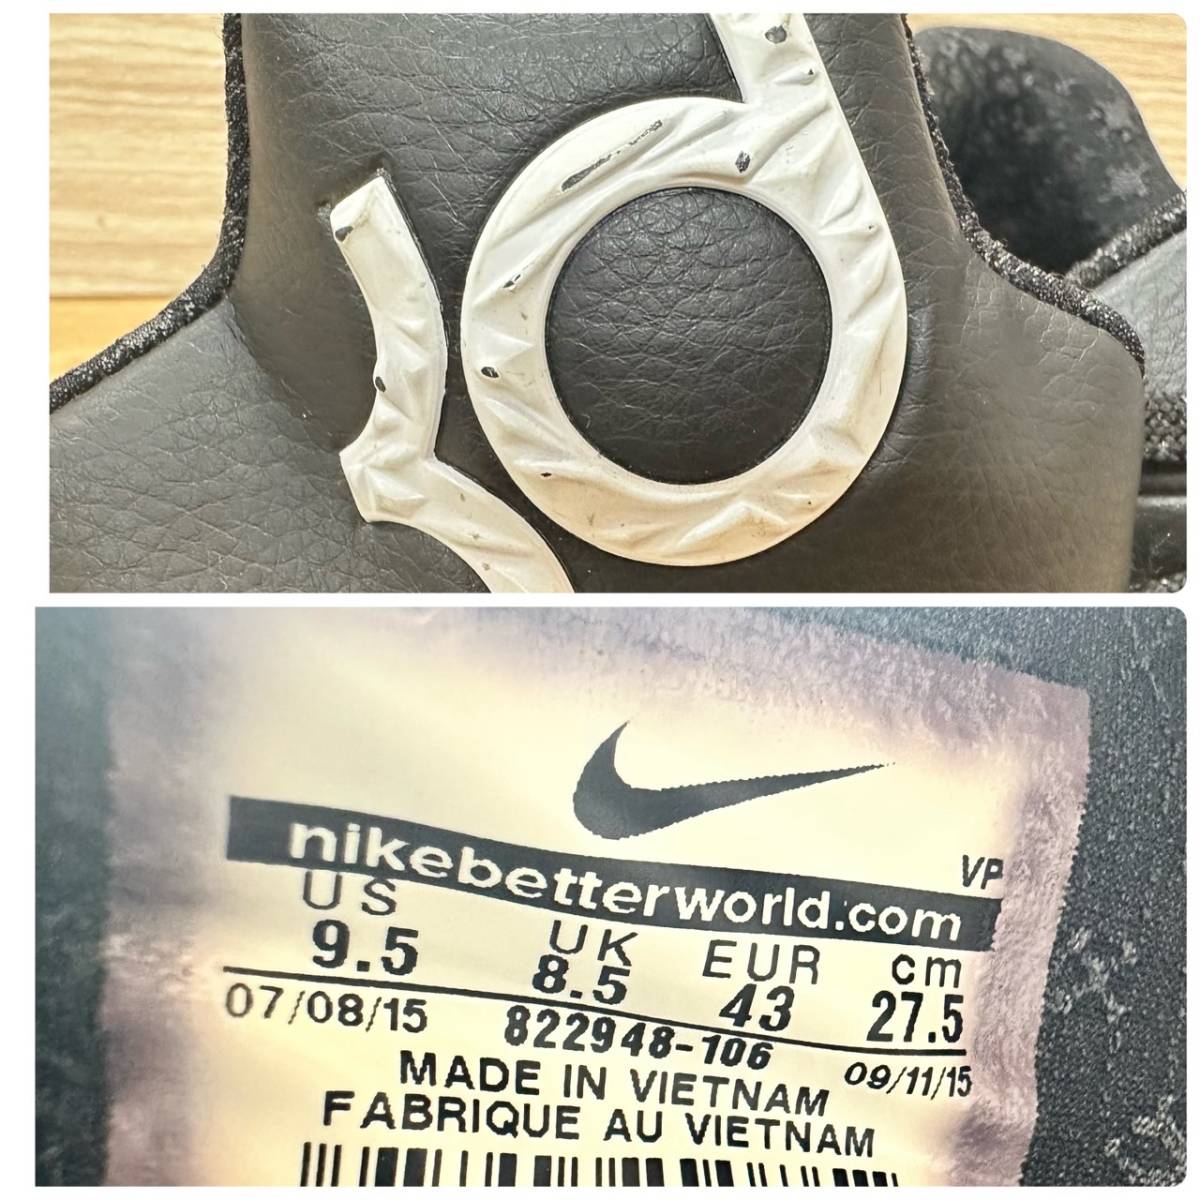 nikebetterworld.com
VP
US UK EUR cm
9.5 8.5 43 27.5
07/08/15 822948-106 09/11/15
MADE IN VIETNAM
FABRIQUE AU VIETNAM